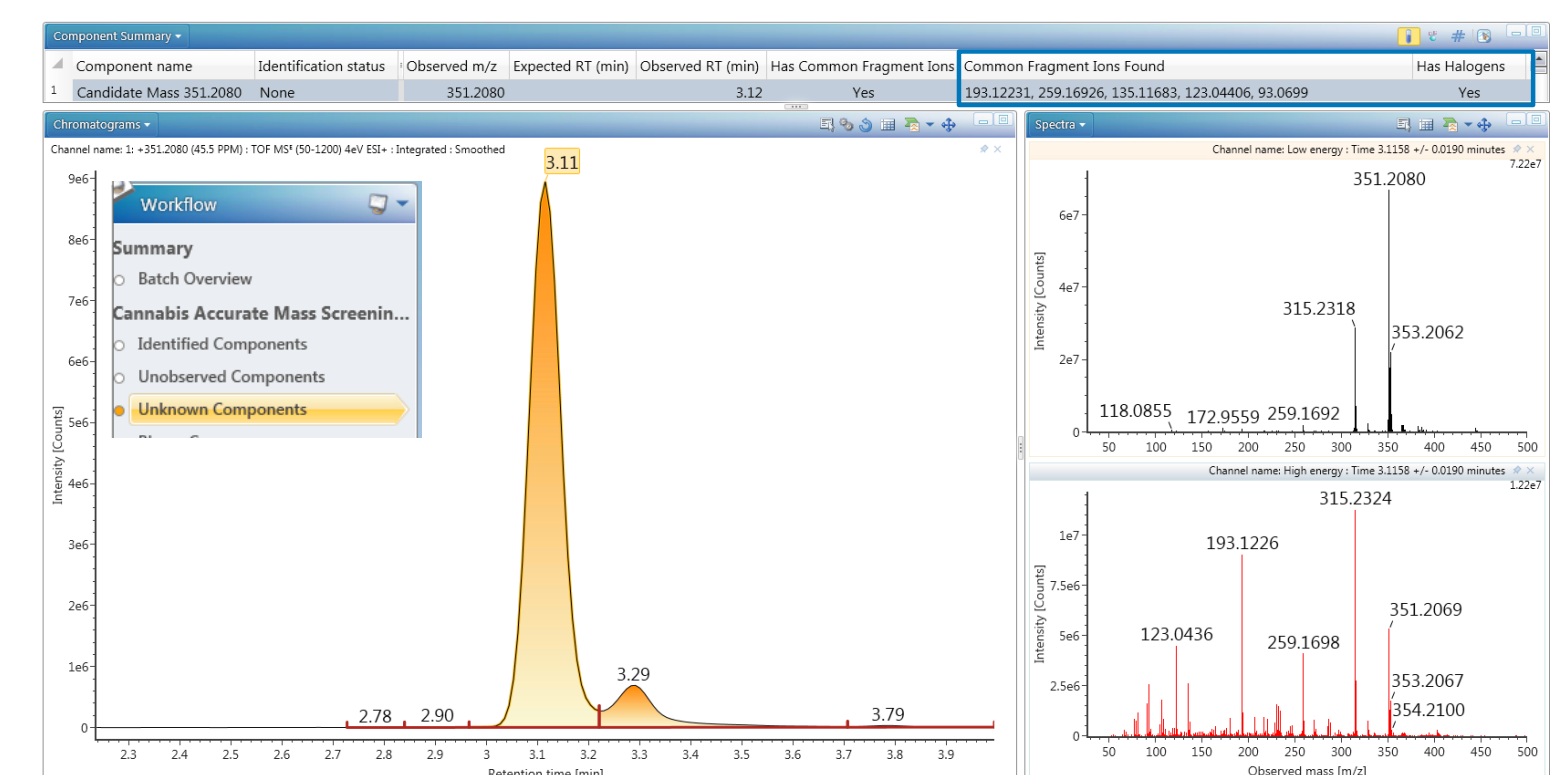 Component Summary
Component name Identification status Observed m/z Expected RT (min) Observed RT (min) Has Common Fragment Ions Common Fragment Ions Found Has Halogens
1 Candidate Mass 351.2080 None 351.2080 3.12 Yes 193.12231, 259.16926, 135.11683, 123.04406, 93.0699 Yes
Chromatograms
Channel name: 1: +351.2080 (45.5 PPM) : TOF MSᴱ (50-1200) 4eV ESI+ : Integrated : Smoothed
3.11
9e6
8e6
7e6
6e6
5e6
4e6
3e6
2e6
1e6
0
Intensity [Counts]
Workflow
Summary
Batch Overview
Cannabis Accurate Mass Screenin...
Identified Components
Unobserved Components
Unknown Components
2.78 2.90 3.29 3.79
2.3 2.4 2.5 2.6 2.7 2.8 2.9 3 3.1 3.2 3.3 3.4 3.5 3.6 3.7 3.8 3.9
Retention time [min]
Spectra
Channel name: Low energy : Time 3.1158 +/- 0.0190 minutes
7.22e7
351.2080
6e7
4e7
2e7
0
Intensity [Counts]
315.2318
353.2062
118.0855 172.9559 259.1692
50 100 150 200 250 300 350 400 450 500
Channel name: High energy : Time 3.1158 +/- 0.0190 minutes
1.22e7
315.2324
1e7
7.5e6
5e6
2.5e6
0
Intensity [Counts]
193.1226
351.2069
123.0436
259.1698
353.2067
354.2100
50 100 150 200 250 300 350 400 450 500
Observed mass [m/z]